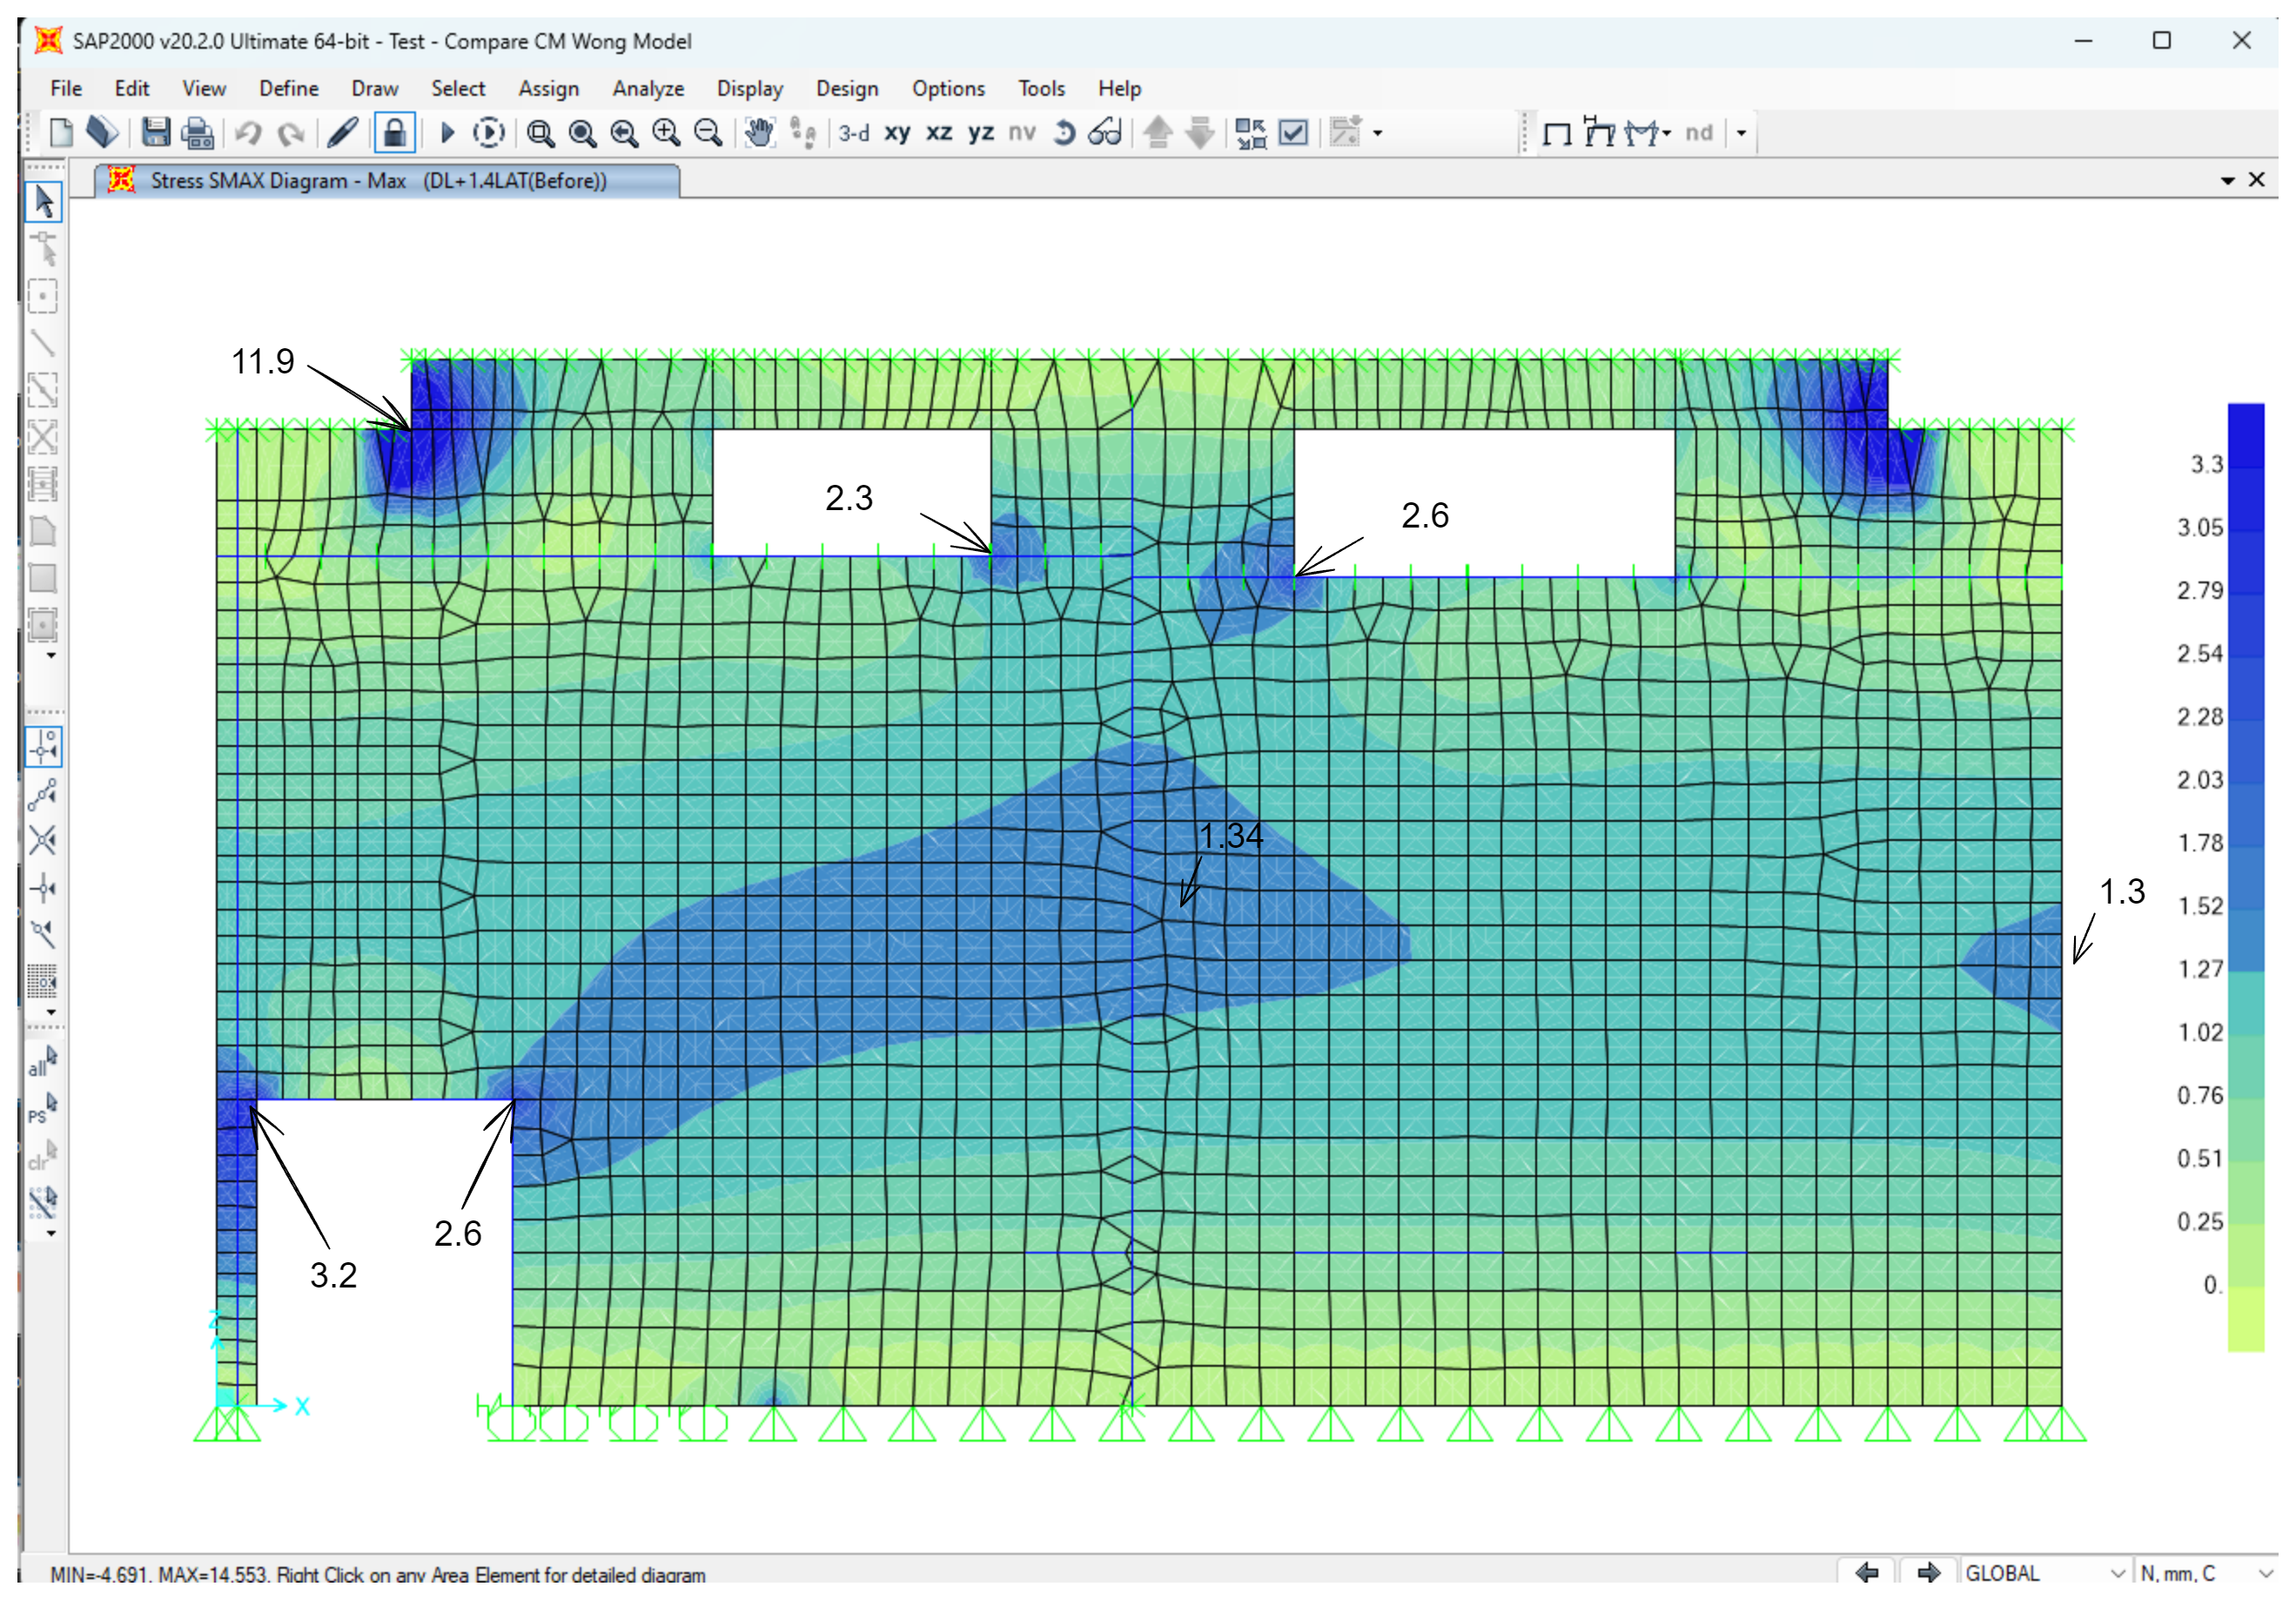 SAP2000 v20.2.0 Ultimate 64-bit - Test - Compare CM Wong Model
File Edit View Define Draw Select Assign Analyze Display Design Options Tools Help
3-d xy xz yz nv nd
Stress SMAX Diagram - Max (DL+1.4LAT(Before))
11.9
2.3
2.6
1.34
1.3
2.6
3.2
3.3
3.05
2.79
2.54
2.28
2.03
1.78
1.52
1.27
1.02
0.76
0.51
0.25
0.
all
PS
clr
Z
X
MIN=-4.691, MAX=14.553, Right Click on any Area Element for detailed diagram
GLOBAL
N, mm, C